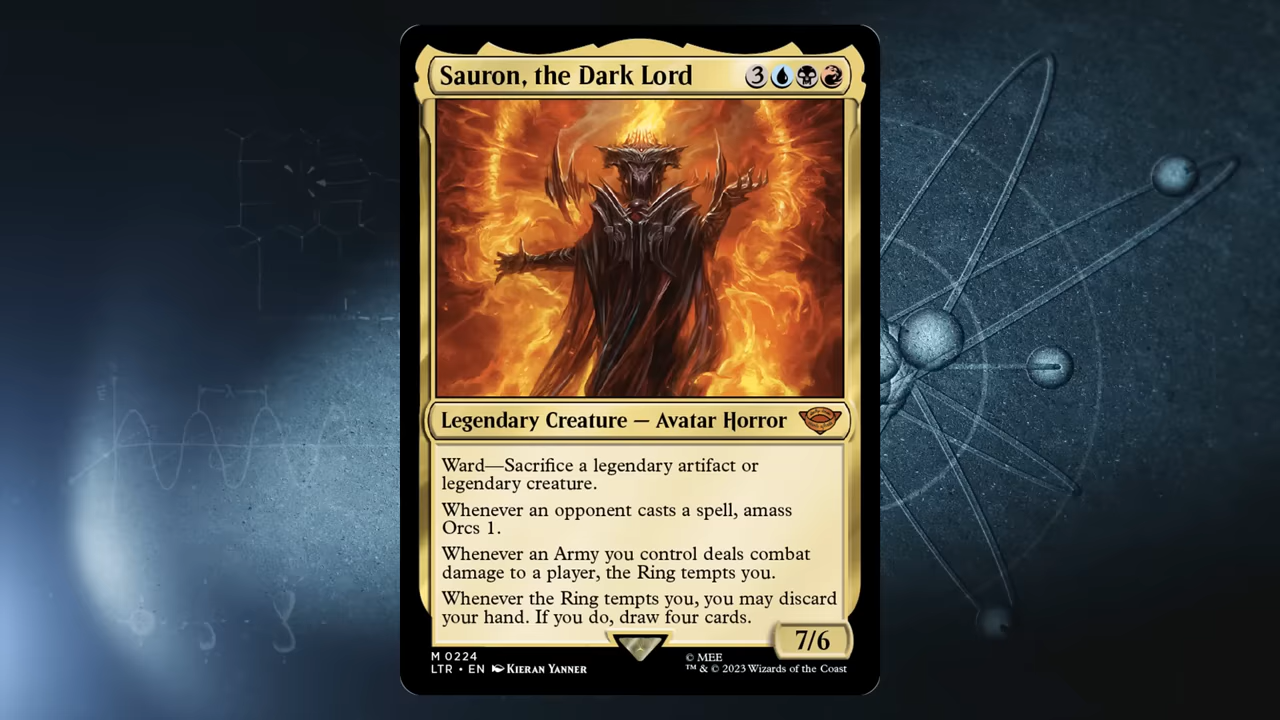 Sauron, the Dark Lord 3
Legendary Creature — Avatar Horror
Ward—Sacrifice a legendary artifact or
legendary creature.
Whenever an opponent casts a spell, amass
Orcs 1.
Whenever an Army you control deals combat
damage to a player, the Ring tempts you.
Whenever the Ring tempts you, you may discard
your hand. If you do, draw four cards.
7/6
M 0224
LTR • EN Kieran Yanner
© MEE
™ & © 2023 Wizards of the Coast